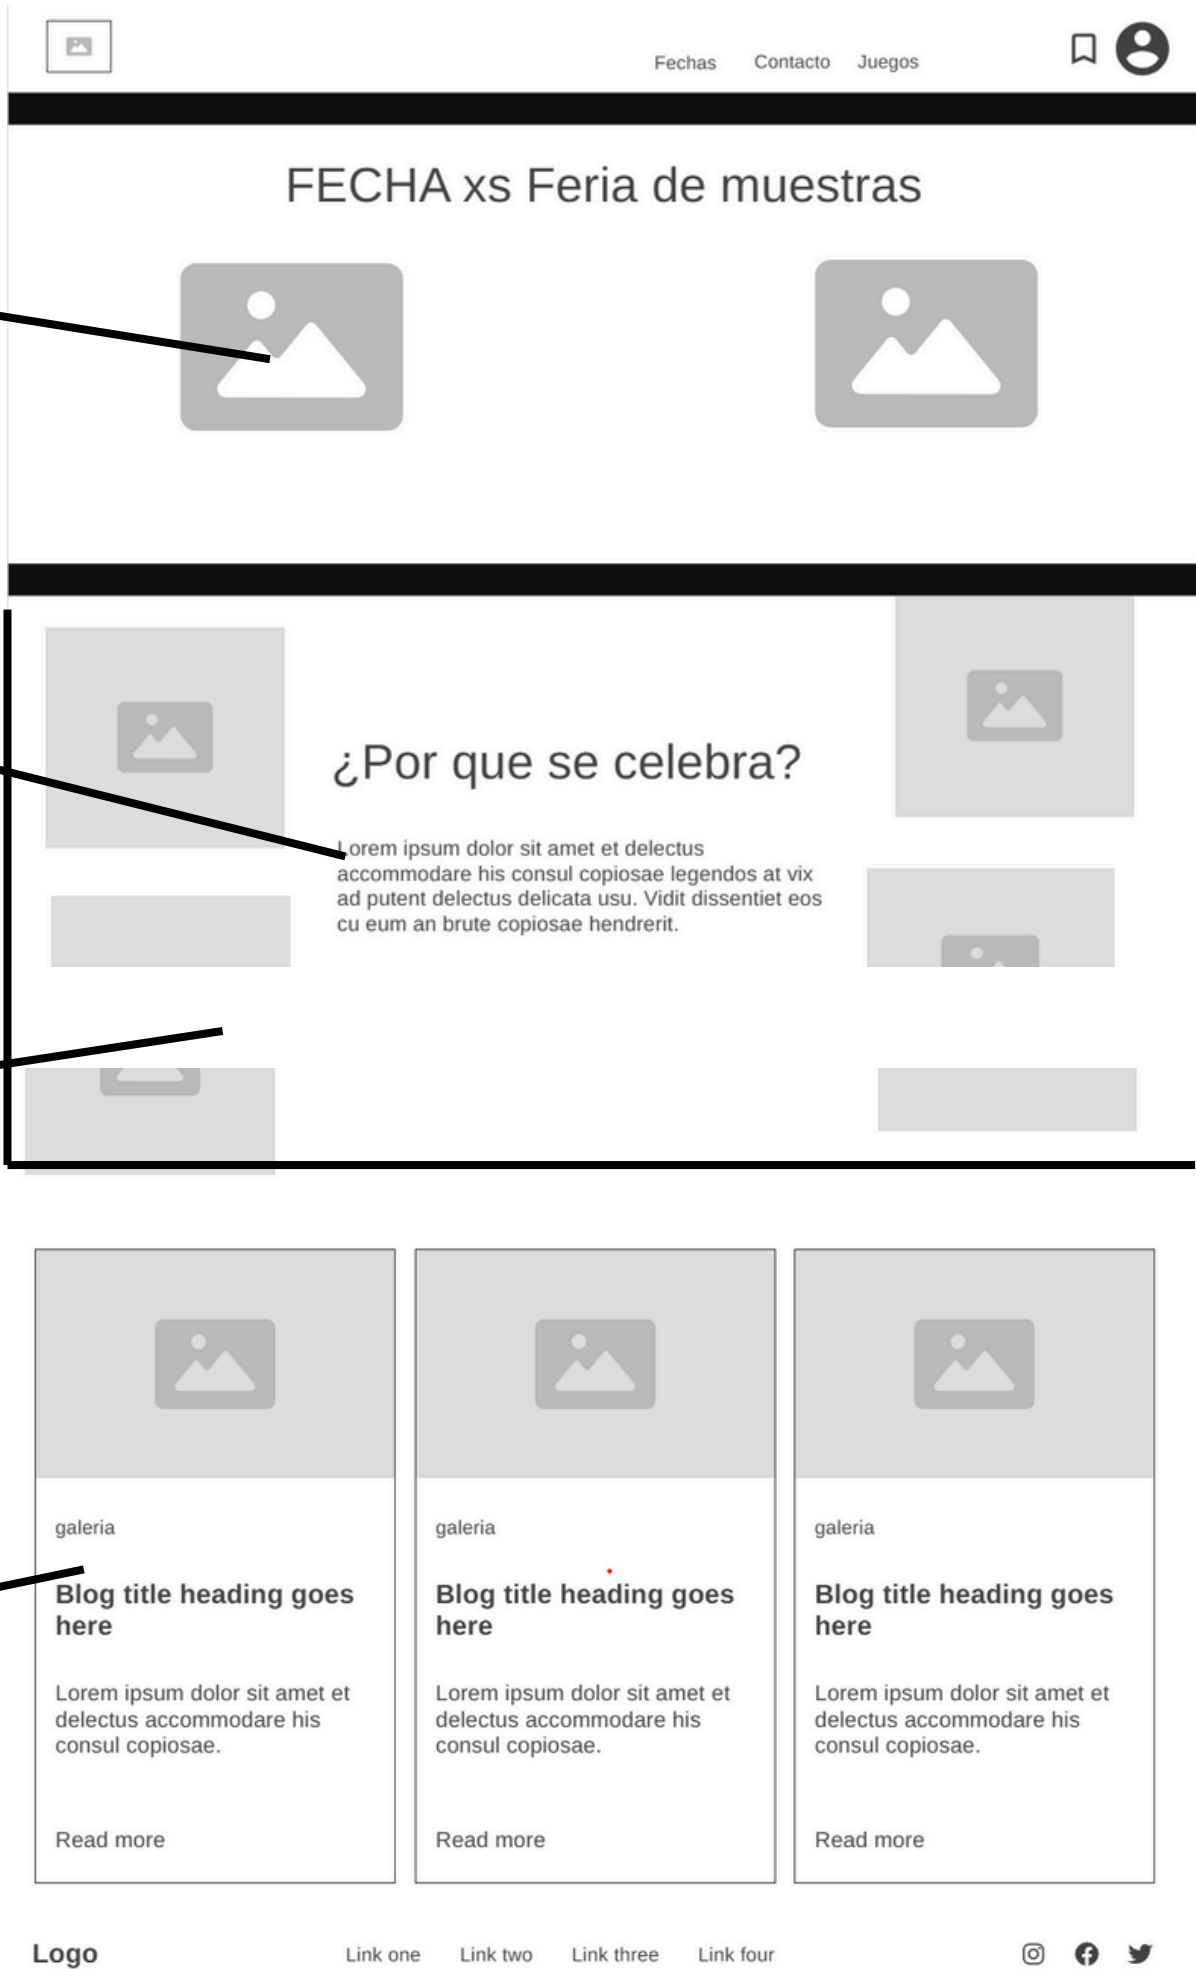 Fechas Contacto Juegos
FECHA xs Feria de muestras
¿Por que se celebra?
Lorem ipsum dolor sit amet et delectus
accommodare his consul copiosae legendos at vix
ad putent delectus delicata usu. Vidit dissentiet eos
cu eum an brute copiosae hendrerit.
galeria
Blog title heading goes
here
Lorem ipsum dolor sit amet et
delectus accommodare his
consul copiosae.
Read more
galeria
Blog title heading goes
here
Lorem ipsum dolor sit amet et
delectus accommodare his
consul copiosae.
Read more
galeria
Blog title heading goes
here
Lorem ipsum dolor sit amet et
delectus accommodare his
consul copiosae.
Read more
Logo Link one Link two Link three Link four